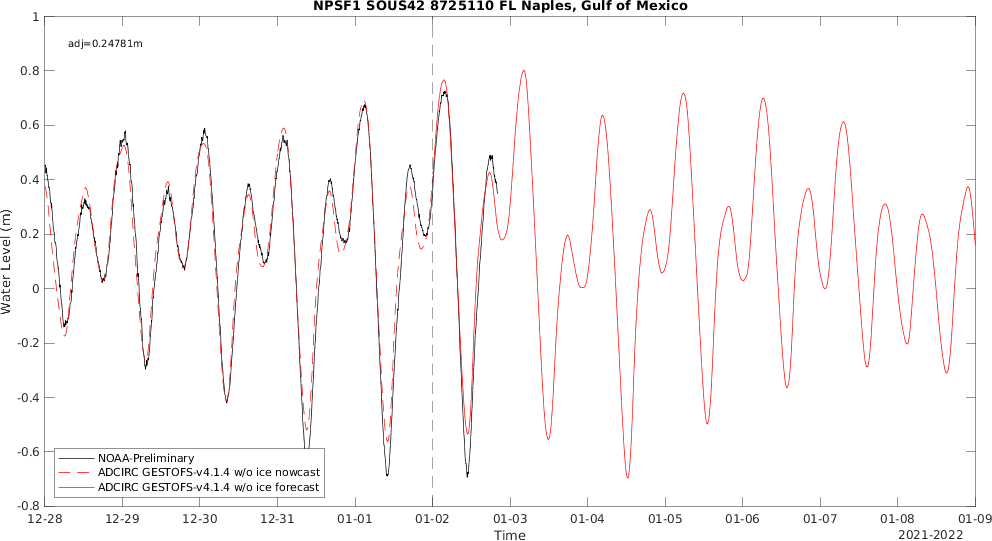 NPSF1 SOUS42 8725110 FL Naples, Gulf of Mexico
adj=0.24781m
1
0.8
0.6
0.4
0.2
0
-0.2
-0.4
-0.6
-0.8
Water Level (m)
NOAA-Preliminary
ADCIRC GESTOFS-v4.1.4 w/o ice nowcast
ADCIRC GESTOFS-v4.1.4 w/o ice forecast
12-28 12-29 12-30 12-31 01-01 01-02 01-03 01-04 01-05 01-06 01-07 01-08 01-09
Time
2021-2022